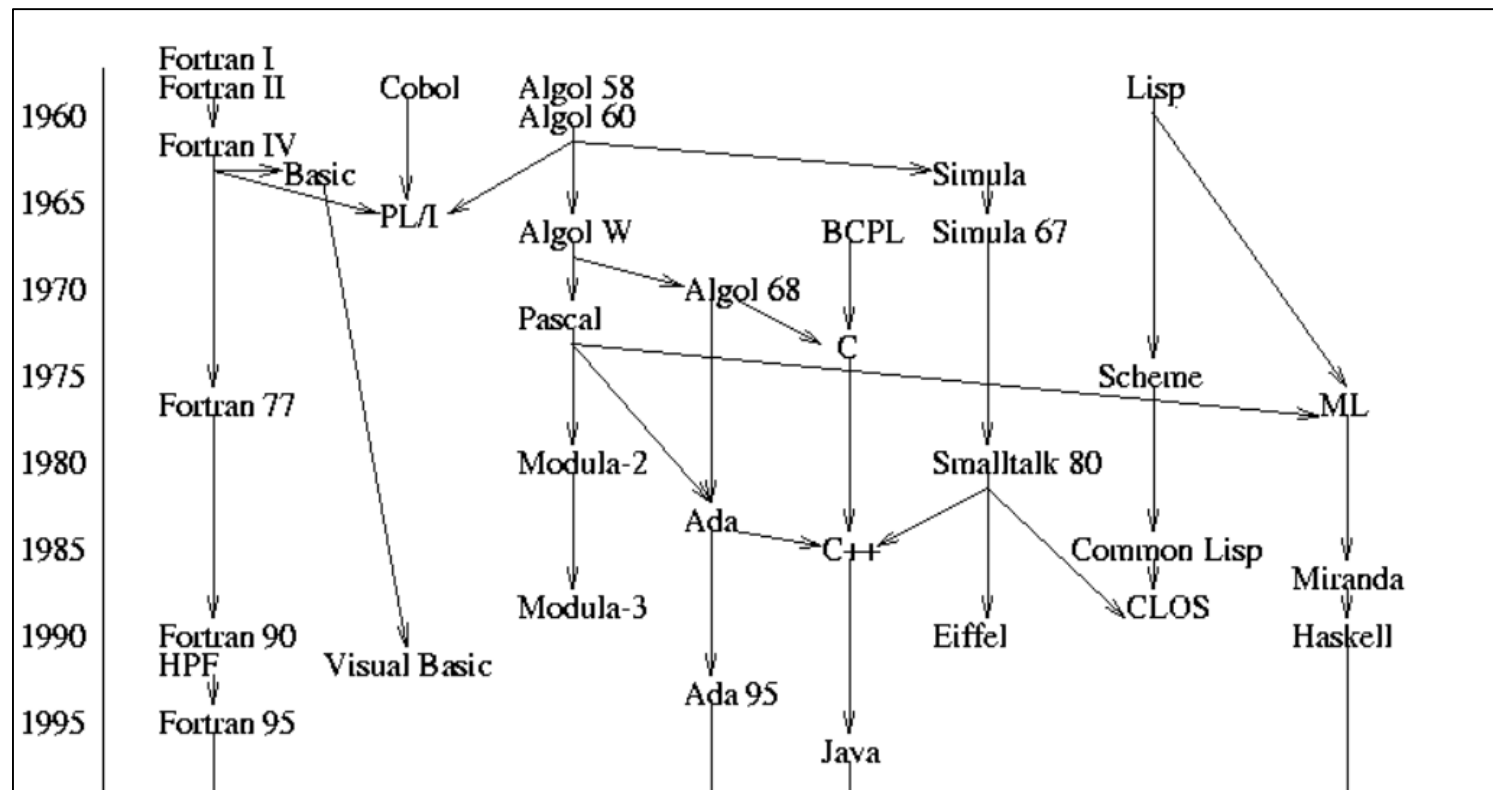 Fortran I
Fortran II Cobol Algol 58 Lisp
1960 Algol 60
Fortran IV
Basic Simula
1965 PL/I
Algol W BCPL Simula 67
1970 Algol 68
Pascal
C
1975 Scheme
Fortran 77 ML
1980 Modula-2 Smalltalk 80
Ada
1985 C++ Common Lisp
Miranda
Modula-3 CLOS
1990 Fortran 90 Eiffel Haskell
HPF Visual Basic
Ada 95
1995 Fortran 95
Java